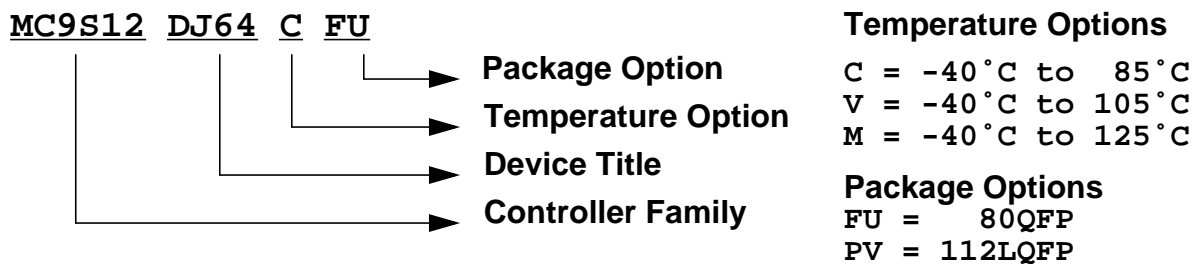 MC9S12 DJ64 C FU
Package Option
Temperature Option
Device Title
Controller Family
Temperature Options
C = -40˚C to 85˚C
V = -40˚C to 105˚C
M = -40˚C to 125˚C
Package Options
FU = 80QFP
PV = 112LQFP